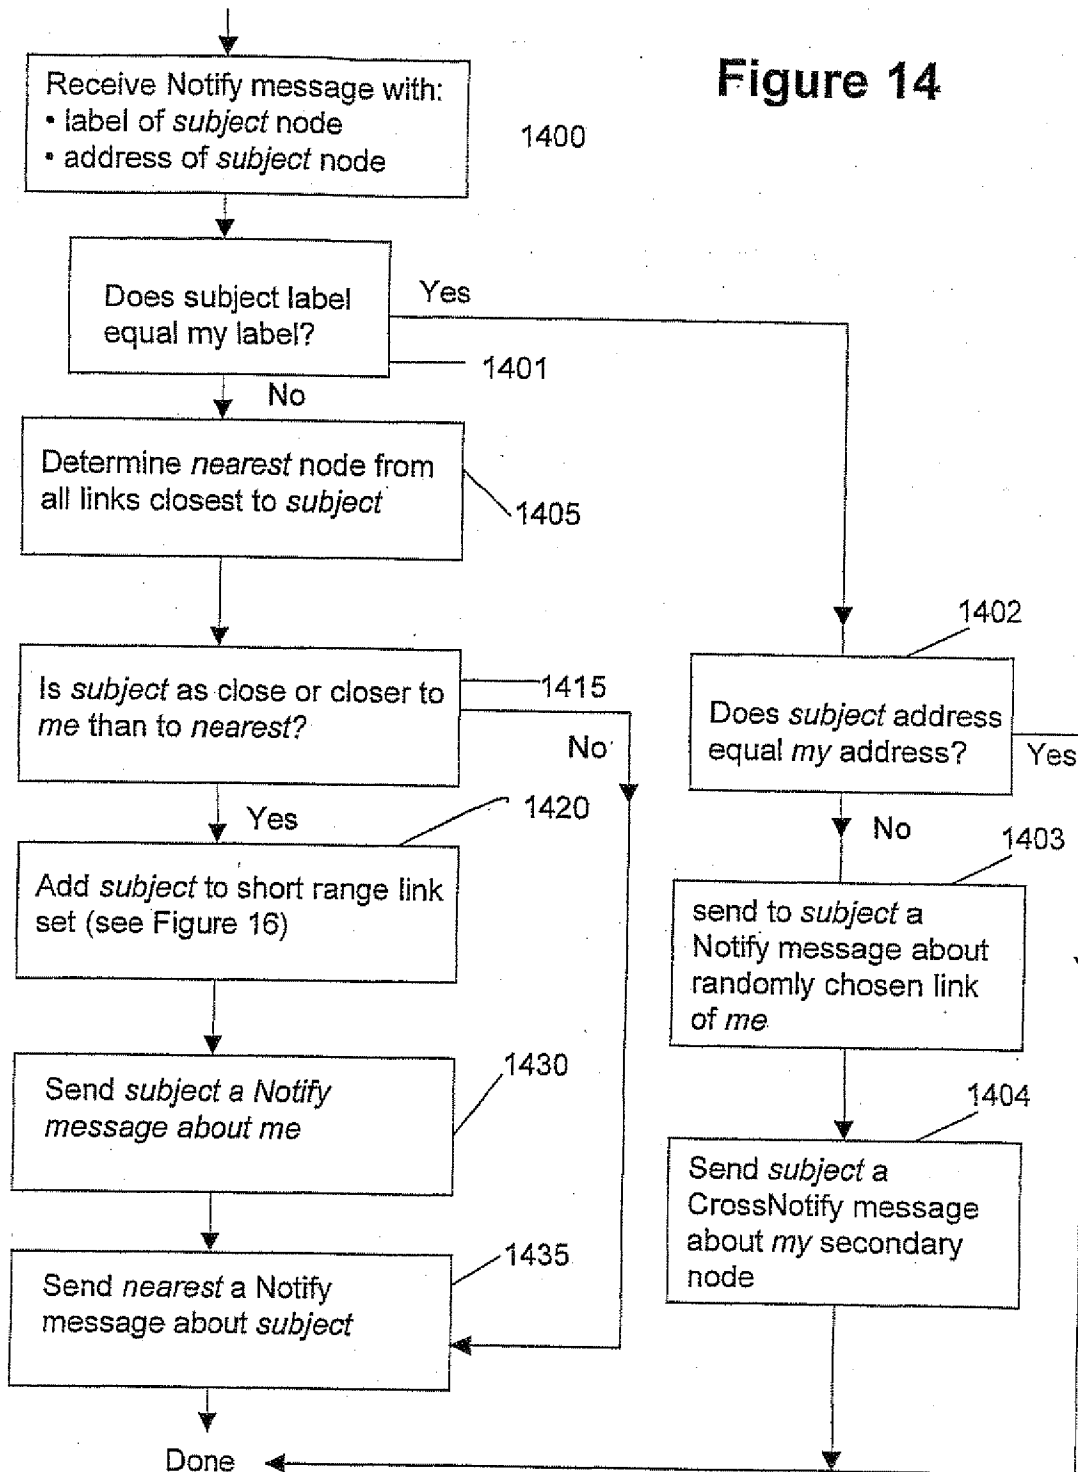 Figure 14
Receive Notify message with:
• label of subject node
• address of subject node
1400
Does subject label
equal my label?
Yes
1401
No
Determine nearest node from
all links closest to subject
1405
Is subject as close or closer to
me than to nearest?
1415
No
Yes
1420
Add subject to short range link
set (see Figure 16)
Send subject a Notify
message about me
1430
Send nearest a Notify
message about subject
1435
1402
Does subject address
equal my address?
Yes
No
1403
send to subject a
Notify message about
randomly chosen link
of me
1404
Send subject a
CrossNotify message
about my secondary
node
Done